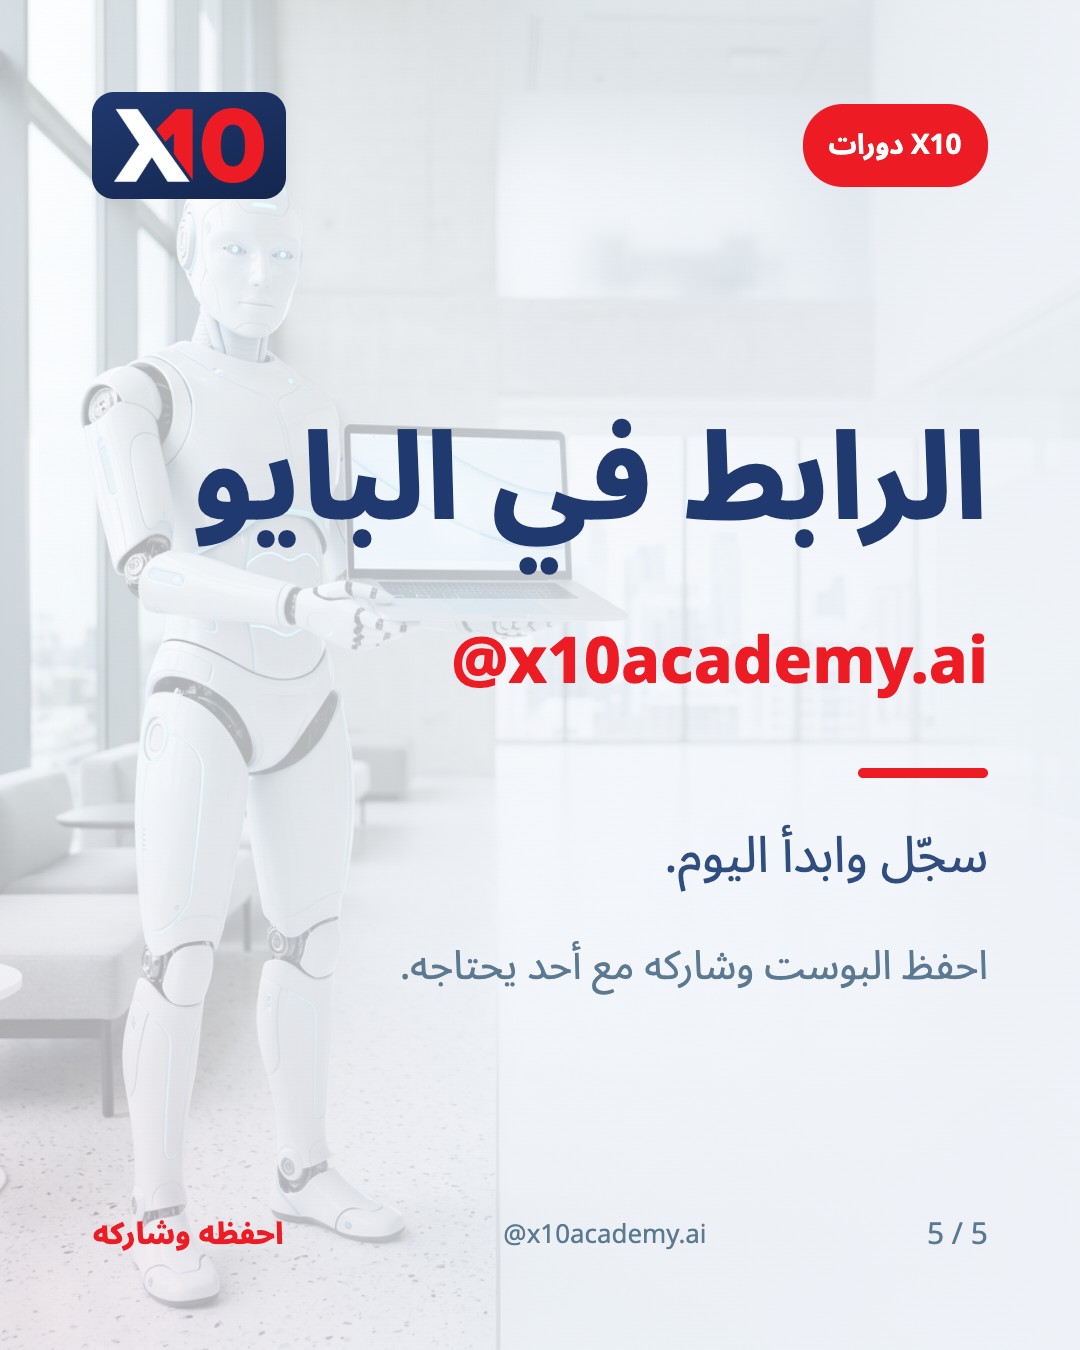 X10
دورات X10
الرابط في البايو
@x10academy.ai
سجّل وابدأ اليوم.
احفظ البوست وشاركه مع أحد يحتاجه.
5 / 5
@x10academy.ai
احفظه وشاركه